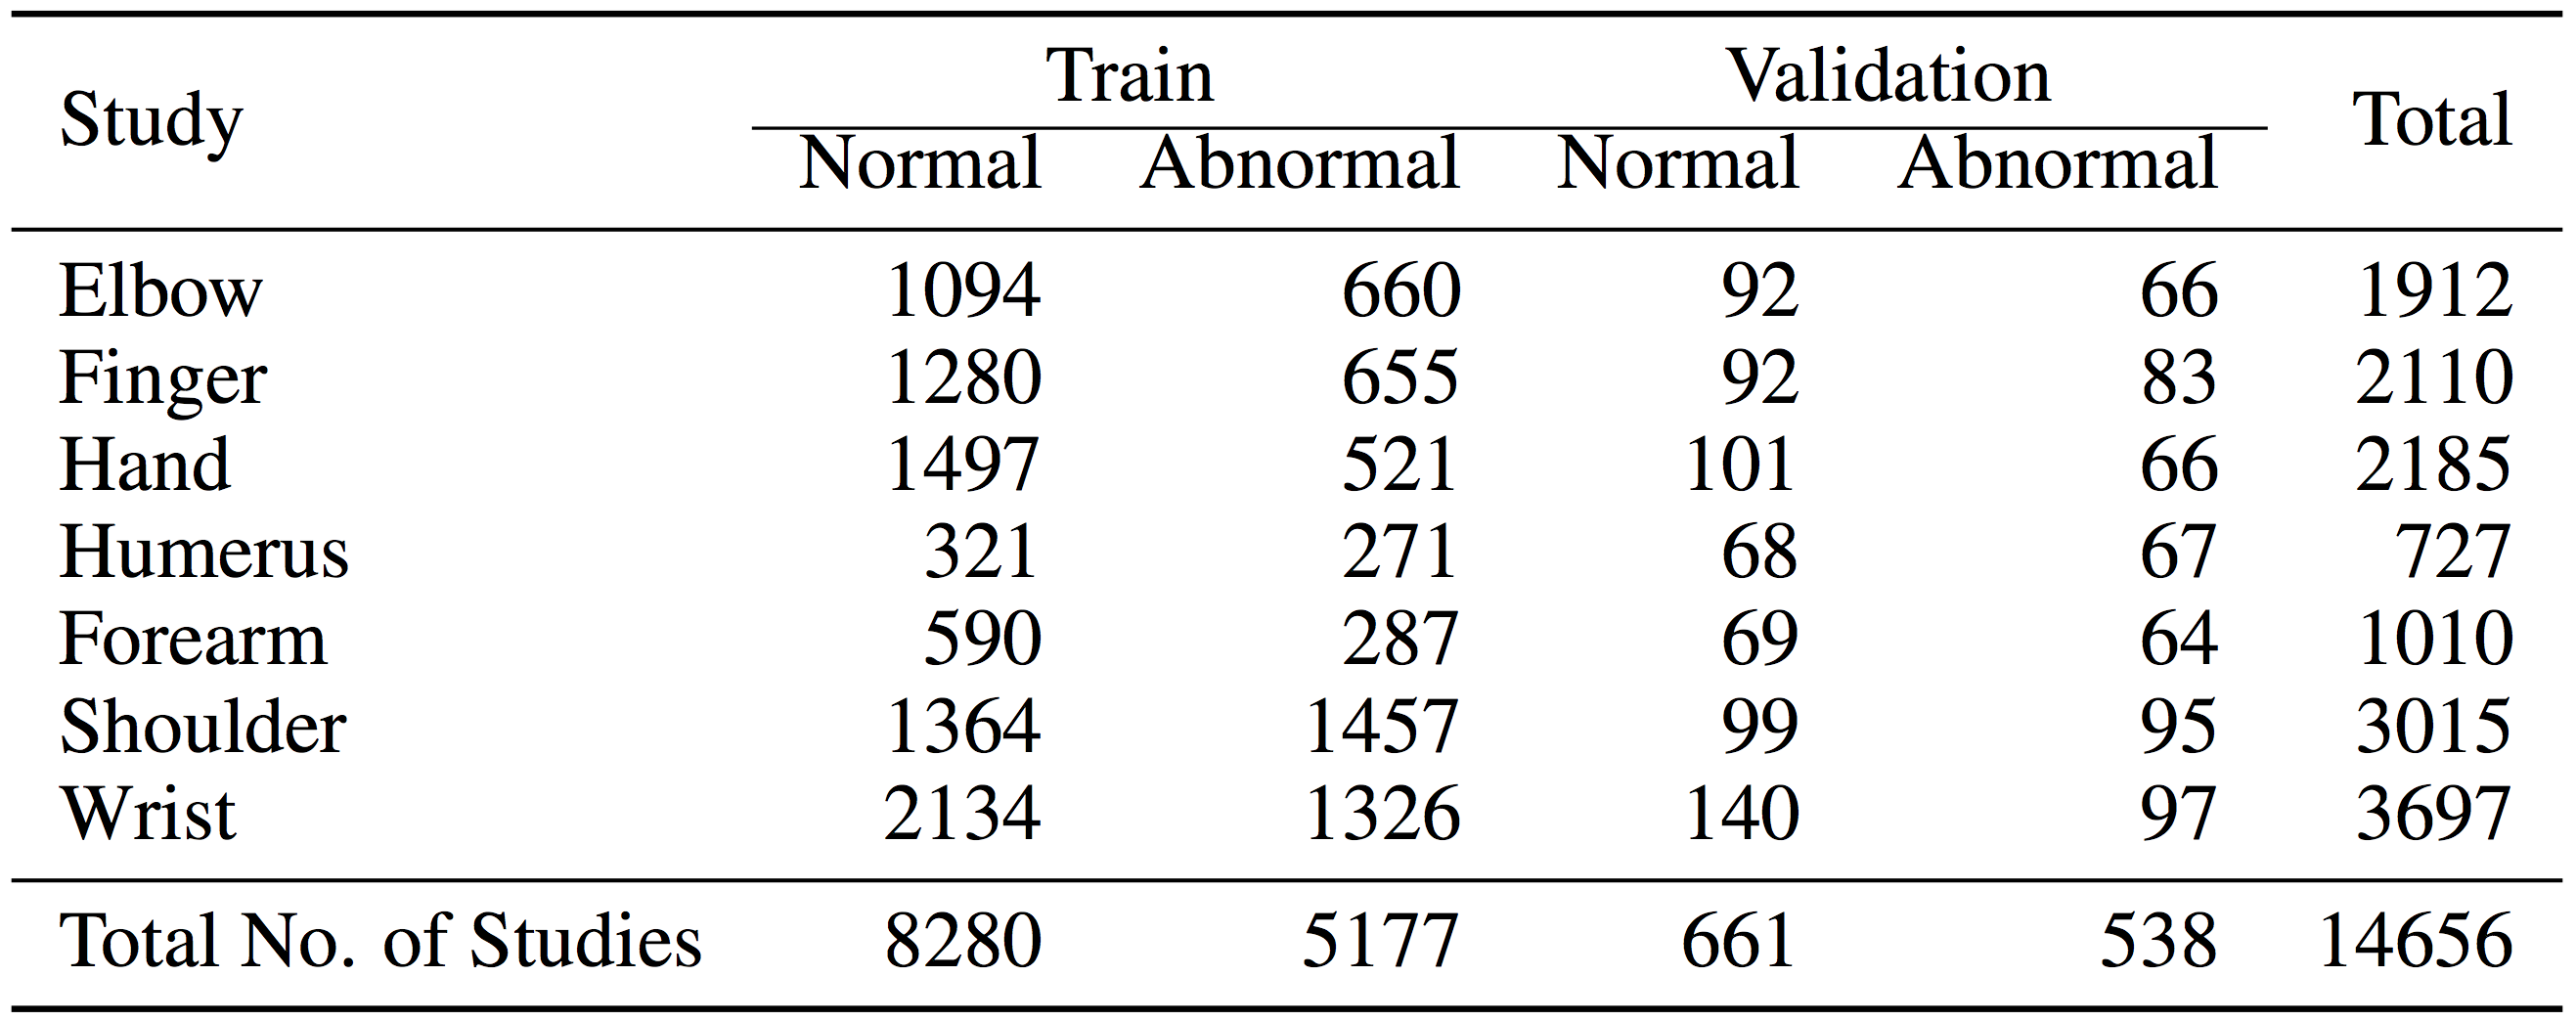 Study Train Validation Total
Normal Abnormal Normal Abnormal
Elbow 1094 660 92 66 1912
Finger 1280 655 92 83 2110
Hand 1497 521 101 66 2185
Humerus 321 271 68 67 727
Forearm 590 287 69 64 1010
Shoulder 1364 1457 99 95 3015
Wrist 2134 1326 140 97 3697
Total No. of Studies 8280 5177 661 538 14656